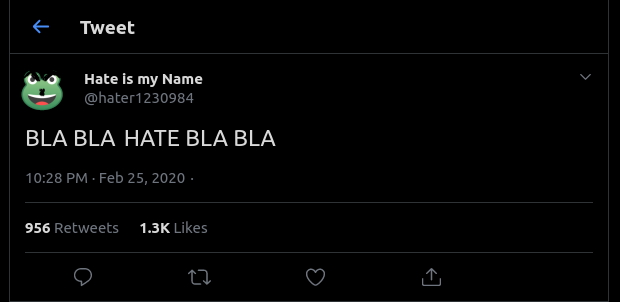 Tweet
Hate is my Name
@hater1230984
BLA BLA HATE BLA BLA
10:28 PM · Feb 25, 2020 ·
956 Retweets 1.3K Likes